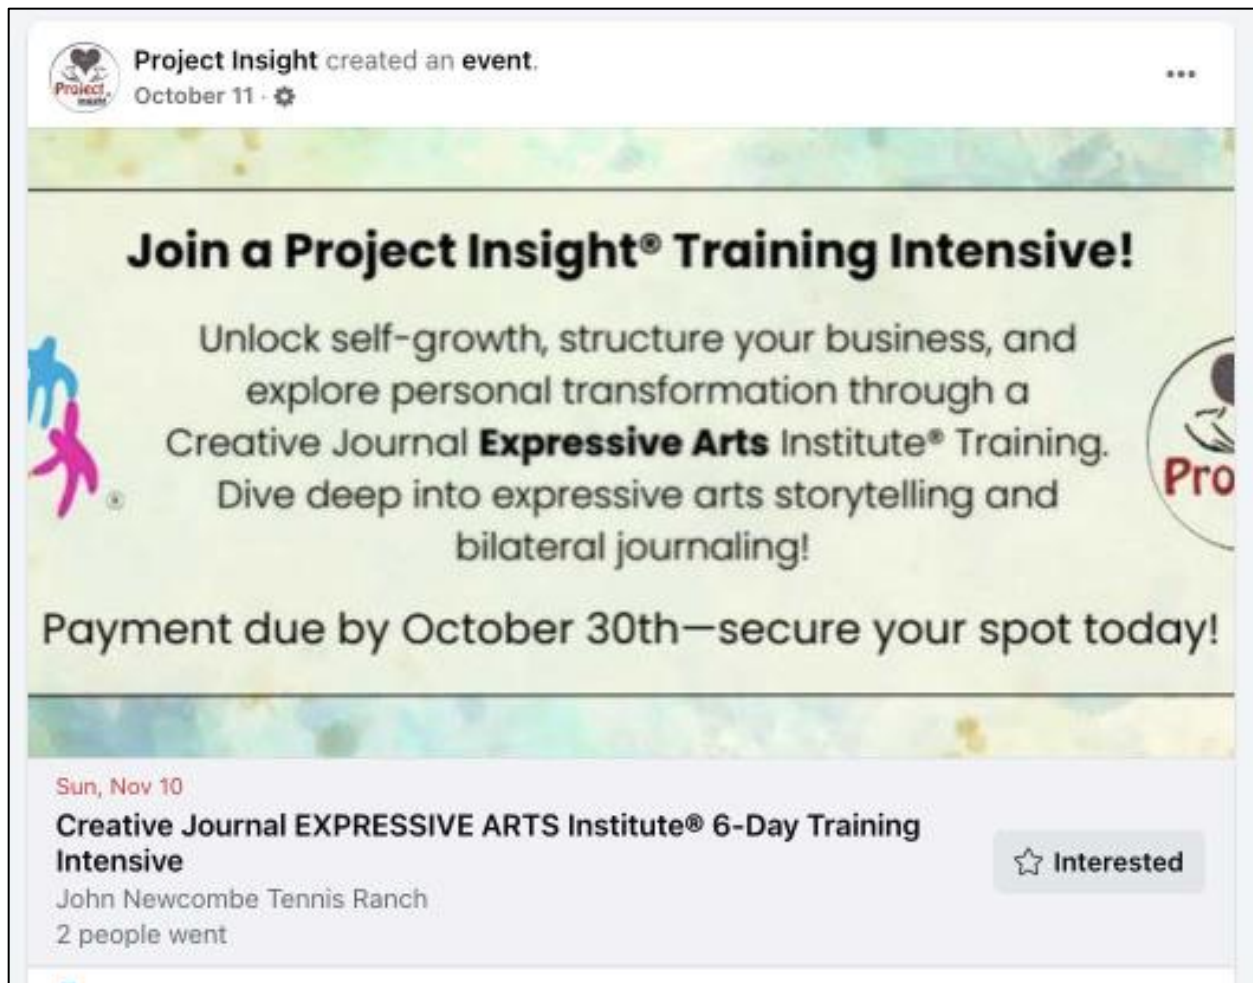 Project Insight created an event.
October 11 ·
Project
Insight
Join a Project Insight® Training Intensive!
Unlock self-growth, structure your business, and
explore personal transformation through a
Creative Journal Expressive Arts Institute® Training.
Dive deep into expressive arts storytelling and
bilateral journaling!
®
Pro
Payment due by October 30th—secure your spot today!
Sun, Nov 10
Creative Journal EXPRESSIVE ARTS Institute® 6-Day Training
Intensive
Interested
John Newcombe Tennis Ranch
2 people went